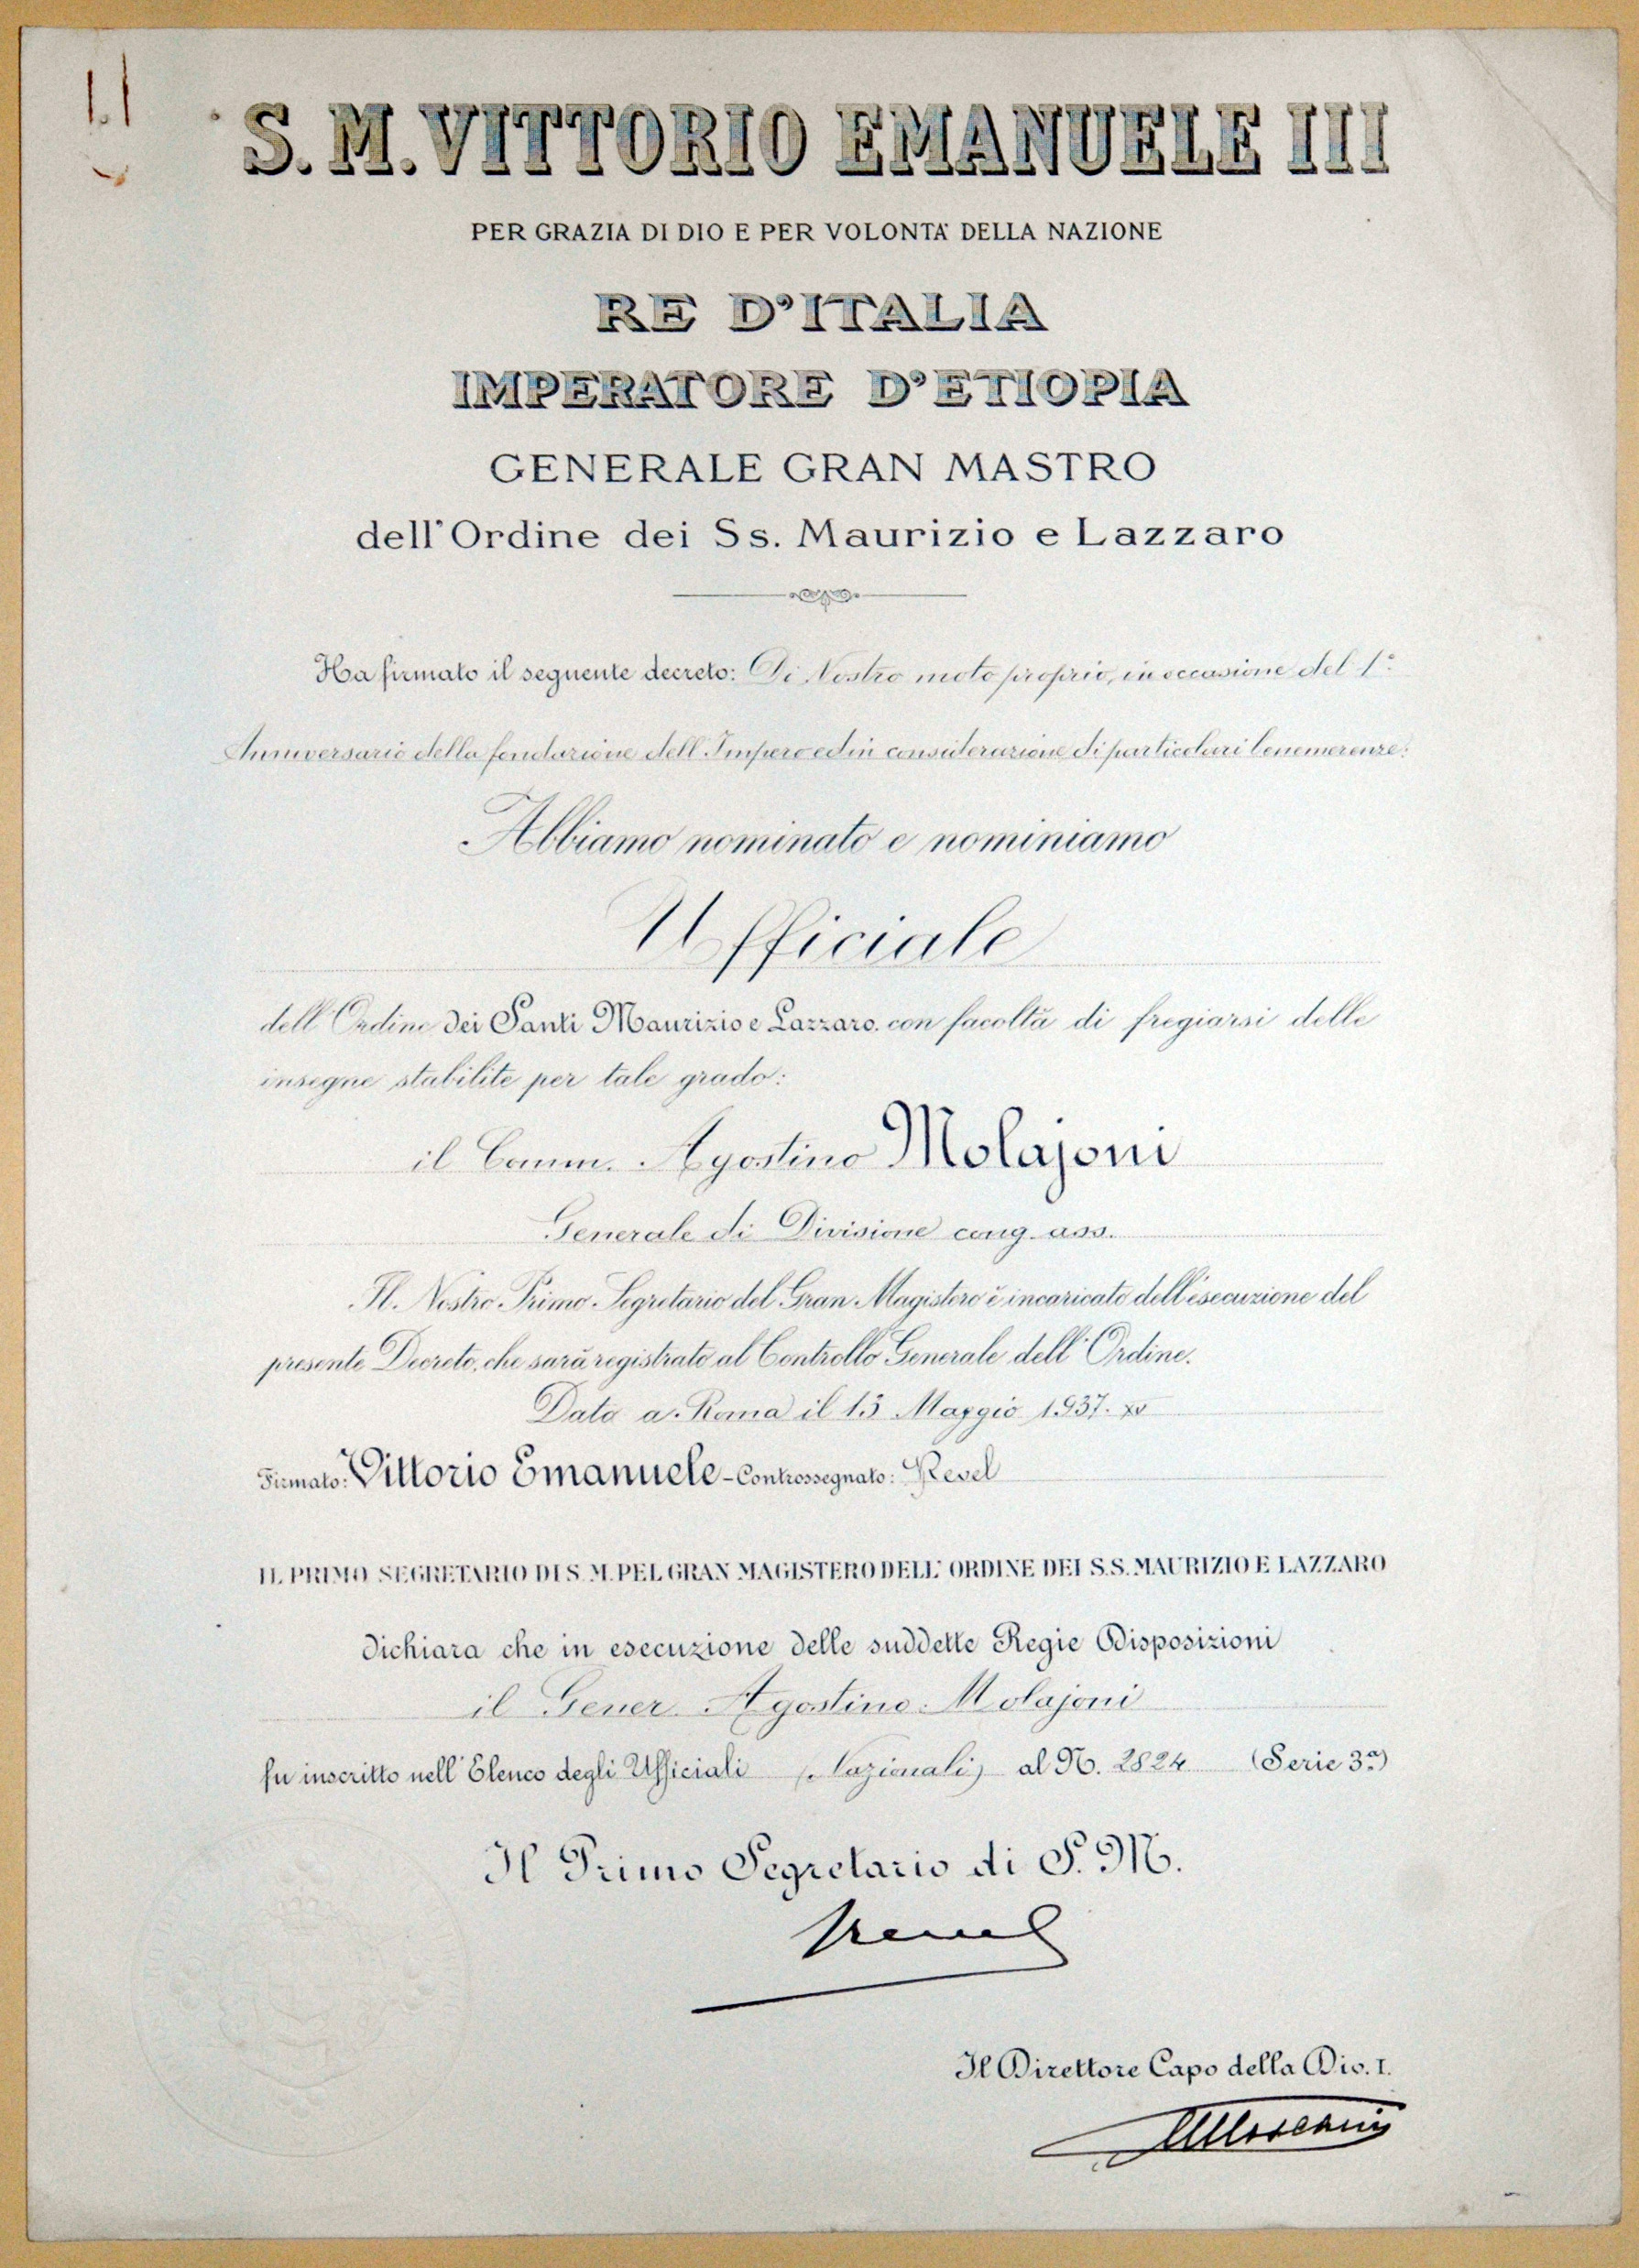 S. M. VITTORIO EMANUELE III
PER GRAZIA DI DIO E PER VOLONTA' DELLA NAZIONE
RE D'ITALIA
IMPERATORE D'ETIOPIA
GENERALE GRAN MASTRO
dell'Ordine dei Ss. Maurizio e Lazzaro
Ha firmato il seguente decreto: Di Nostro moto proprio, in occasione del 1º
Anniversario della fondazione dell'Impero ed in considerazione di particolari benemerenze:
Abbiamo nominato e nominiamo
Ufficiale
dell'Ordine dei Santi Maurizio e Lazzaro, con facoltà di fregiarsi delle
insegne stabilite per tale grado:
il Comm. Agostino Molajoni
Generale di Divisione cong. ass.
Il Nostro Primo Segretario del Gran Magistero è incaricato dell'esecuzione del
presente Decreto, che sarà registrato al Controllo Generale dell'Ordine.
Dato a Roma il 13 Maggio 1937. XV
Firmato: Vittorio Emanuele - Controssegnato: Revel
IL PRIMO SEGRETARIO DI S. M. PEL GRAN MAGISTERO DELL'ORDINE DEI S.S. MAURIZIO E LAZZARO
dichiara che in esecuzione delle suddette Regie Disposizioni
il Gener. Agostino Molajoni
fu inscritto nell'Elenco degli Ufficiali (Nazionali) al N. 2824 (Serie 3ª)
Il Primo Segretario di S. M.
Revel
Il Direttore Capo della Div. I.